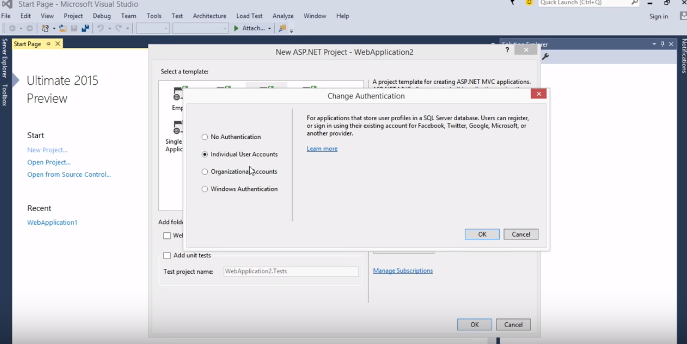 Start Page - Microsoft Visual Studio
Quick Launch (Ctrl+Q)
File Edit View Project Debug Team Tools Test Architecture Load Test Analyze Window Help
Sign in
Attach...
Server Explorer
Toolbox
Start Page
Solution Explorer
Notifications
Ultimate 2015
Preview
Start
New Project...
Open Project...
Open from Source Control...
Recent
WebApplication1
New ASP.NET Project - WebApplication2
Select a template:
A project template for creating ASP.NET MVC applications.
Single
Applic
Change Authentication
No Authentication
Individual User Accounts
Organizational Accounts
Windows Authentication
For applications that store user profiles in a SQL Server database. Users can register,
or sign in using their existing account for Facebook, Twitter, Google, Microsoft, or
another provider.
Learn more
OK Cancel
Add folde
Add unit tests
Test project name: WebApplication2.Tests
Manage Subscriptions
OK Cancel